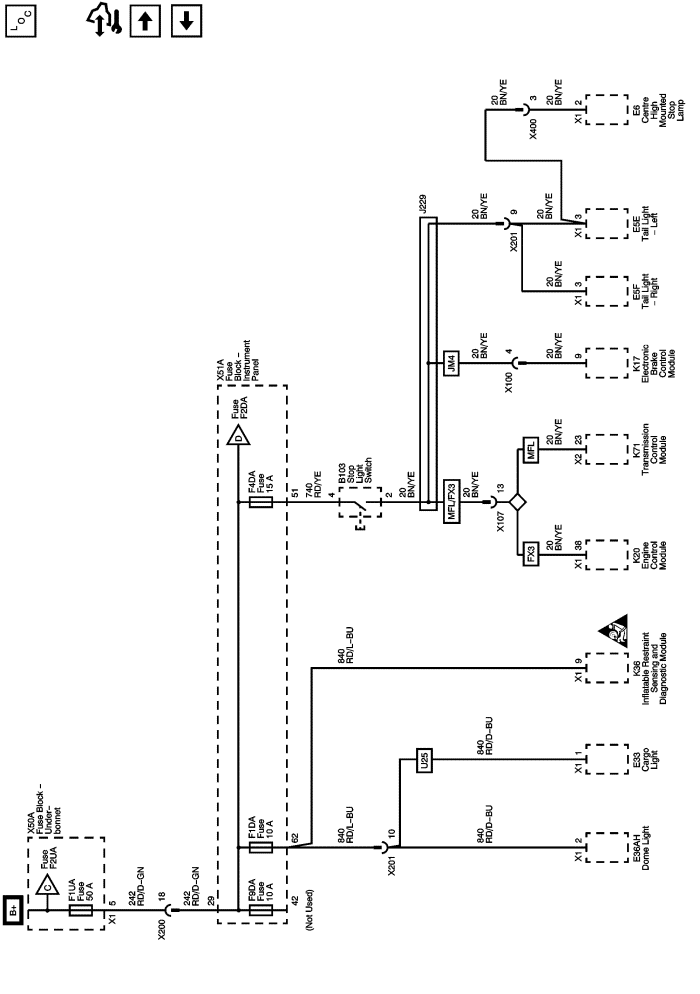 LOC
B+
X50A
Fuse Block –
Under–
bonnet
C
Fuse
F2UA
F1UA
Fuse
50 A
5
X1
242
RD/D–GN
18
X200
242
RD/D–GN
29
X51A
Fuse
Block –
Instrument
Panel
D
Fuse
F2DA
F9DA
Fuse
10 A
42
(Not Used)
F1DA
Fuse
10 A
62
F4DA
Fuse
15 A
51
740
RD/YE
4
B103
Stop
Light
Switch
2
20
BN/YE
J229
840
RD/L–BU
840
RD/L–BU
10
X201
U25
840
RD/D–BU
840
RD/D–BU
MFL/FX3
20
BN/YE
13
X107
FX3
MFL
20
BN/YE
20
BN/YE
JM4
20
BN/YE
4
X100
20
BN/YE
20
BN/YE
9
X201
20
BN/YE
20
BN/YE
20
BN/YE
3
X400
20
BN/YE
X1 2
E6
Centre
High
Mounted
Stop
Lamp
X1 3
E5E
Tail Light
– Left
X1 3
E5F
Tail Light
– Right
9
K17
Electronic
Brake
Control
Module
X2 23
K71
Transmission
Control
Module
X1 38
K20
Engine
Control
Module
X1 9
K36
Inflatable Restraint
Sensing and
Diagnostic Module
X1 1
E33
Cargo
Light
X1 2
E36AH
Dome Light